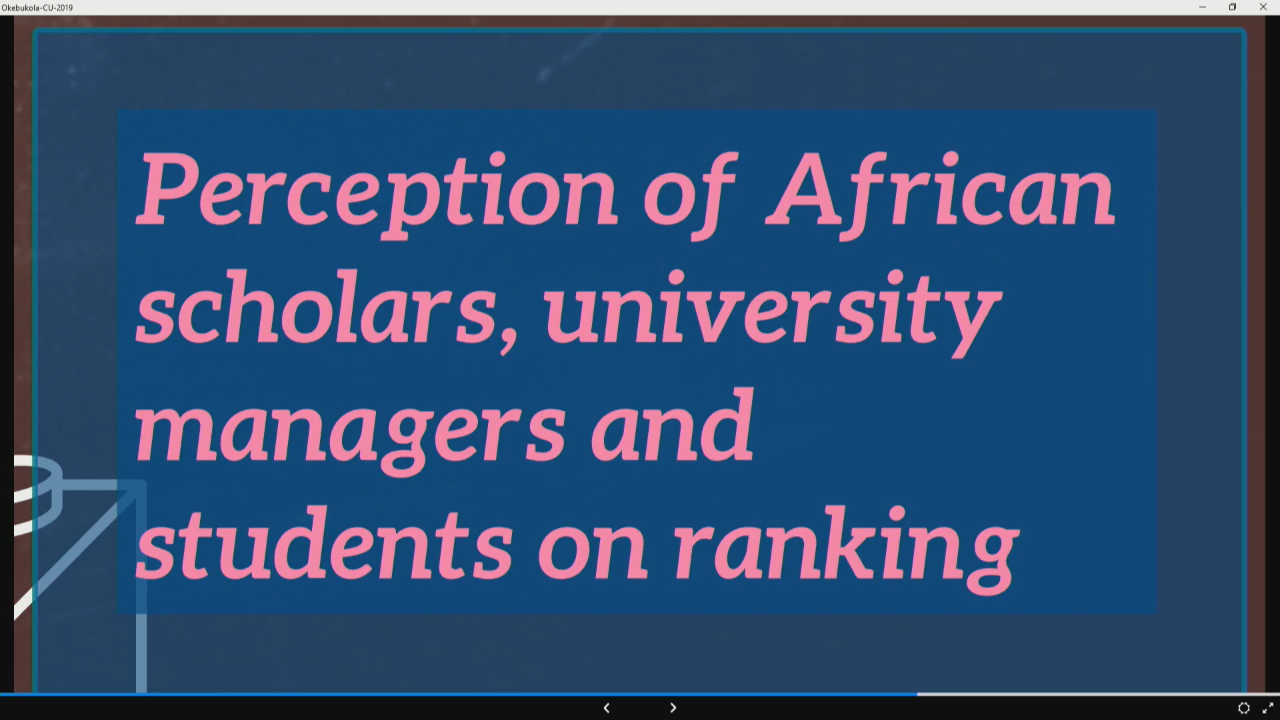 Okebukola-CU-2019
Perception of African
scholars, university
managers and
students on ranking